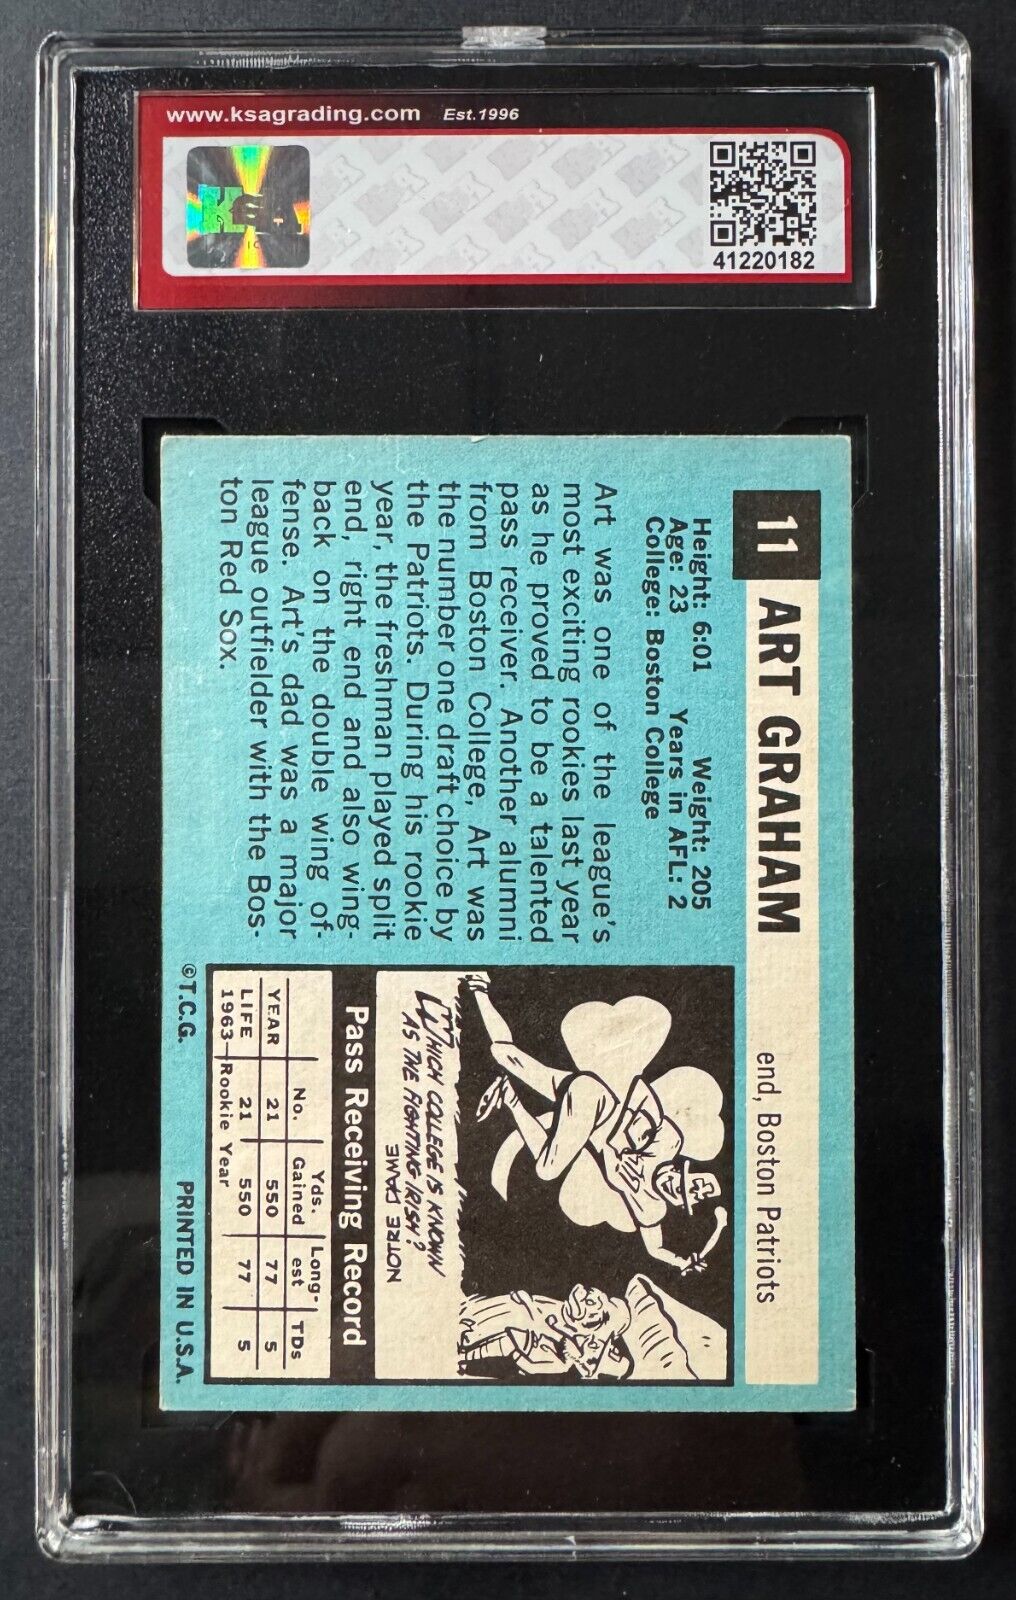 www.ksagrading.com Est.1996
41220182
11 ART GRAHAM end, Boston Patriots
Height: 6:01 Weight: 205
Age: 23 Years in AFL: 2
College: Boston College
Art was one of the league's
most exciting rookies last year
as he proved to be a talented
pass receiver. Another alumni
from Boston College, Art was
the number one draft choice by
the Patriots. During his rookie
year, the freshman played split
end, right end and also wing-
back on the double wing of-
fense. Art's dad was a major
league outfielder with the Bos-
ton Red Sox.
WHICH COLLEGE IS KNOWN
AS THE FIGHTING IRISH?
NOTRE DAME
Pass Receiving Record
No. Yds. Gained Long-est TDs
YEAR 21 550 77 5
LIFE 21 550 77 5
1963—Rookie Year
©T.C.G. PRINTED IN U.S.A.